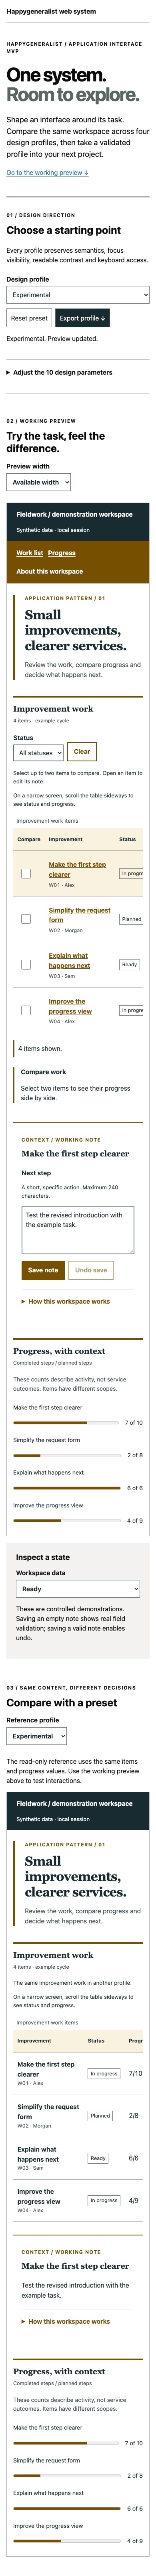 Happygeneralist web system
HAPPYGENERALIST / APPLICATION INTERFACE
MVP
One system.
Room to explore.
Shape an interface around its task.
Compare the same workspace across four
design profiles, then take a validated
profile into your next project.
Go to the working preview ↓
01 / DESIGN DIRECTION
Choose a starting point
Every profile preserves semantics, focus
visibility, readable contrast and keyboard access.
Design profile
Experimental
Reset preset
Export profile ↓
Experimental. Preview updated.
▶ Adjust the 10 design parameters
02 / WORKING PREVIEW
Try the task, feel the
difference.
Preview width
Available width
Fieldwork / demonstration workspace
Synthetic data · local session
Work list Progress
About this workspace
APPLICATION PATTERN / 01
Small
improvements,
clearer services.
Review the work, compare progress and
decide what happens next.
Improvement work
4 items · example cycle
Status
All statuses
Clear
Select up to two items to compare. Open an item to
edit its note.
On a narrow screen, scroll the table sideways to
see status and progress.
Improvement work items
Compare Improvement Status
Make the first step
clearer
W01 · Alex
In progre
Simplify the request
form
W02 · Morgan
Planned
Explain what
happens next
W03 · Sam
Ready
Improve the
progress view
W04 · Alex
In progre
4 items shown.
Compare work
Select two items to see their progress
side by side.
CONTEXT / WORKING NOTE
Make the first step clearer
Next step
A short, specific action. Maximum 240
characters.
Test the revised introduction with
the example task.
Save note
Undo save
▶ How this workspace works
Progress, with context
Completed steps / planned steps
These counts describe activity, not service
outcomes. Items have different scopes.
Make the first step clearer
7 of 10
Simplify the request form
2 of 8
Explain what happens next
6 of 6
Improve the progress view
4 of 9
Inspect a state
Workspace data
Ready
These are controlled demonstrations.
Saving an empty note shows real field
validation; saving a valid note enables
undo.
03 / SAME CONTENT, DIFFERENT DECISIONS
Compare with a preset
Reference profile
Experimental
The read-only reference uses the same items
and progress values. Use the working preview
above to test interactions.
Fieldwork / demonstration workspace
Synthetic data · local session
APPLICATION PATTERN / 01
Small
improvements,
clearer services.
Review the work, compare progress and
decide what happens next.
Improvement work
4 items · example cycle
The same improvement work in another profile.
On a narrow screen, scroll the table sideways to
see status and progress.
Improvement work items
Improvement Status Progr
Make the first step
clearer
W01 · Alex
In progress
7/10
Simplify the request
form
W02 · Morgan
Planned
2/8
Explain what
happens next
W03 · Sam
Ready
6/6
Improve the
progress view
W04 · Alex
In progress
4/9
CONTEXT / WORKING NOTE
Make the first step clearer
Test the revised introduction with the
example task.
▶ How this workspace works
Progress, with context
Completed steps / planned steps
These counts describe activity, not service
outcomes. Items have different scopes.
Make the first step clearer
7 of 10
Simplify the request form
2 of 8
Explain what happens next
6 of 6
Improve the progress view
4 of 9